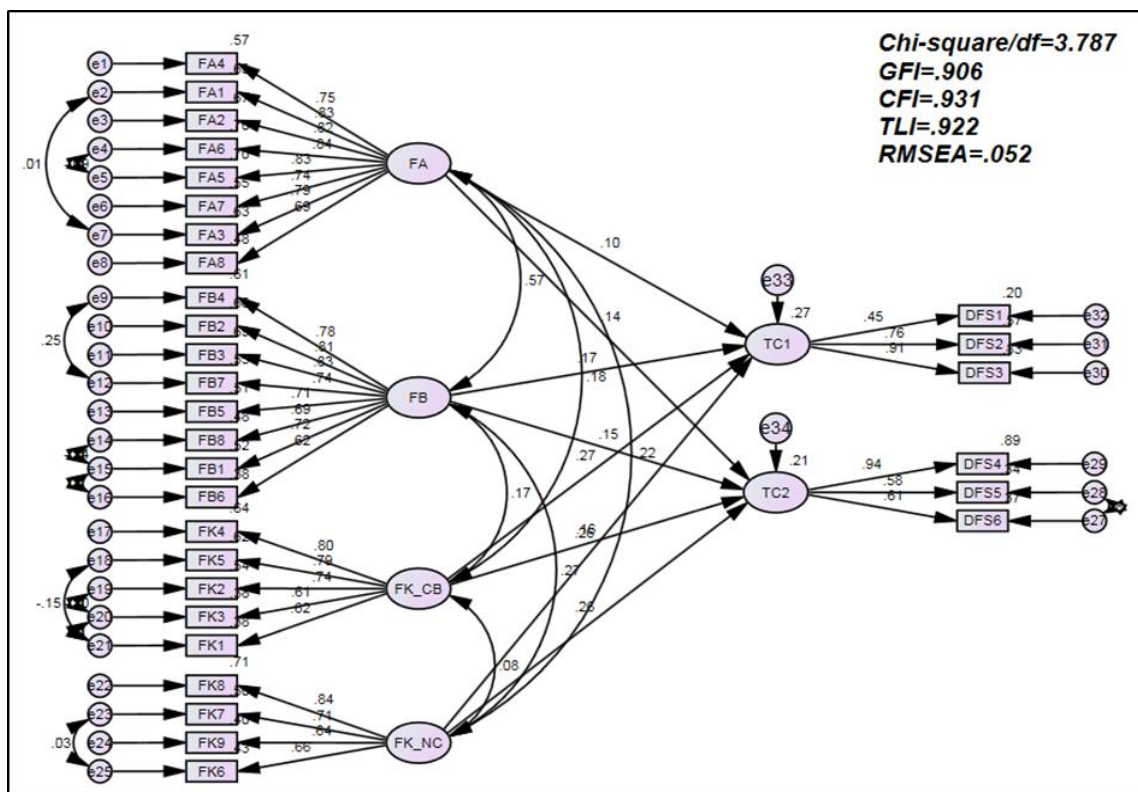 Chi-square/df=3.787
GFI=.906
CFI=.931
TLI=.922
RMSEA=.052
.57
e1 FA4
e2 FA1
e3 FA2
e4 FA6
e5 FA5
e6 FA7
e7 FA3
e8 FA8
.01
.75
.83
.82
.84
.83
.74
.79
.69
FA
.61
e9 FB4
e10 FB2
e11 FB3
e12 FB7
e13 FB5
e14 FB8
e15 FB1
e16 FB6
.25
.78
.81
.83
.74
.71
.69
.72
.62
FB
.64
e17 FK4
e18 FK5
e19 FK2
e20 FK3
e21 FK1
-.15
.80
.79
.74
.61
.62
FK_CB
.71
e22 FK8
e23 FK7
e24 FK9
e25 FK6
.03
.84
.71
.64
.66
FK_NC
.57
.10
.14
.17
.18
.15
.27
.22
.17
.27
.26
.08
e33
.27
TC1
.45
.76
.91
.20
DFS1 e32
DFS2 e31
DFS3 e30
e34
.21
TC2
.94
.58
.61
.89
DFS4 e29
DFS5 e28
DFS6 e27